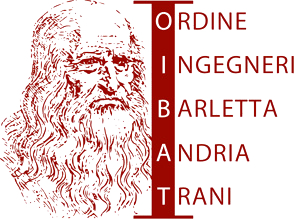 ORDINE
INGEGNERI
BARLETTA
ANDRIA
TRANI